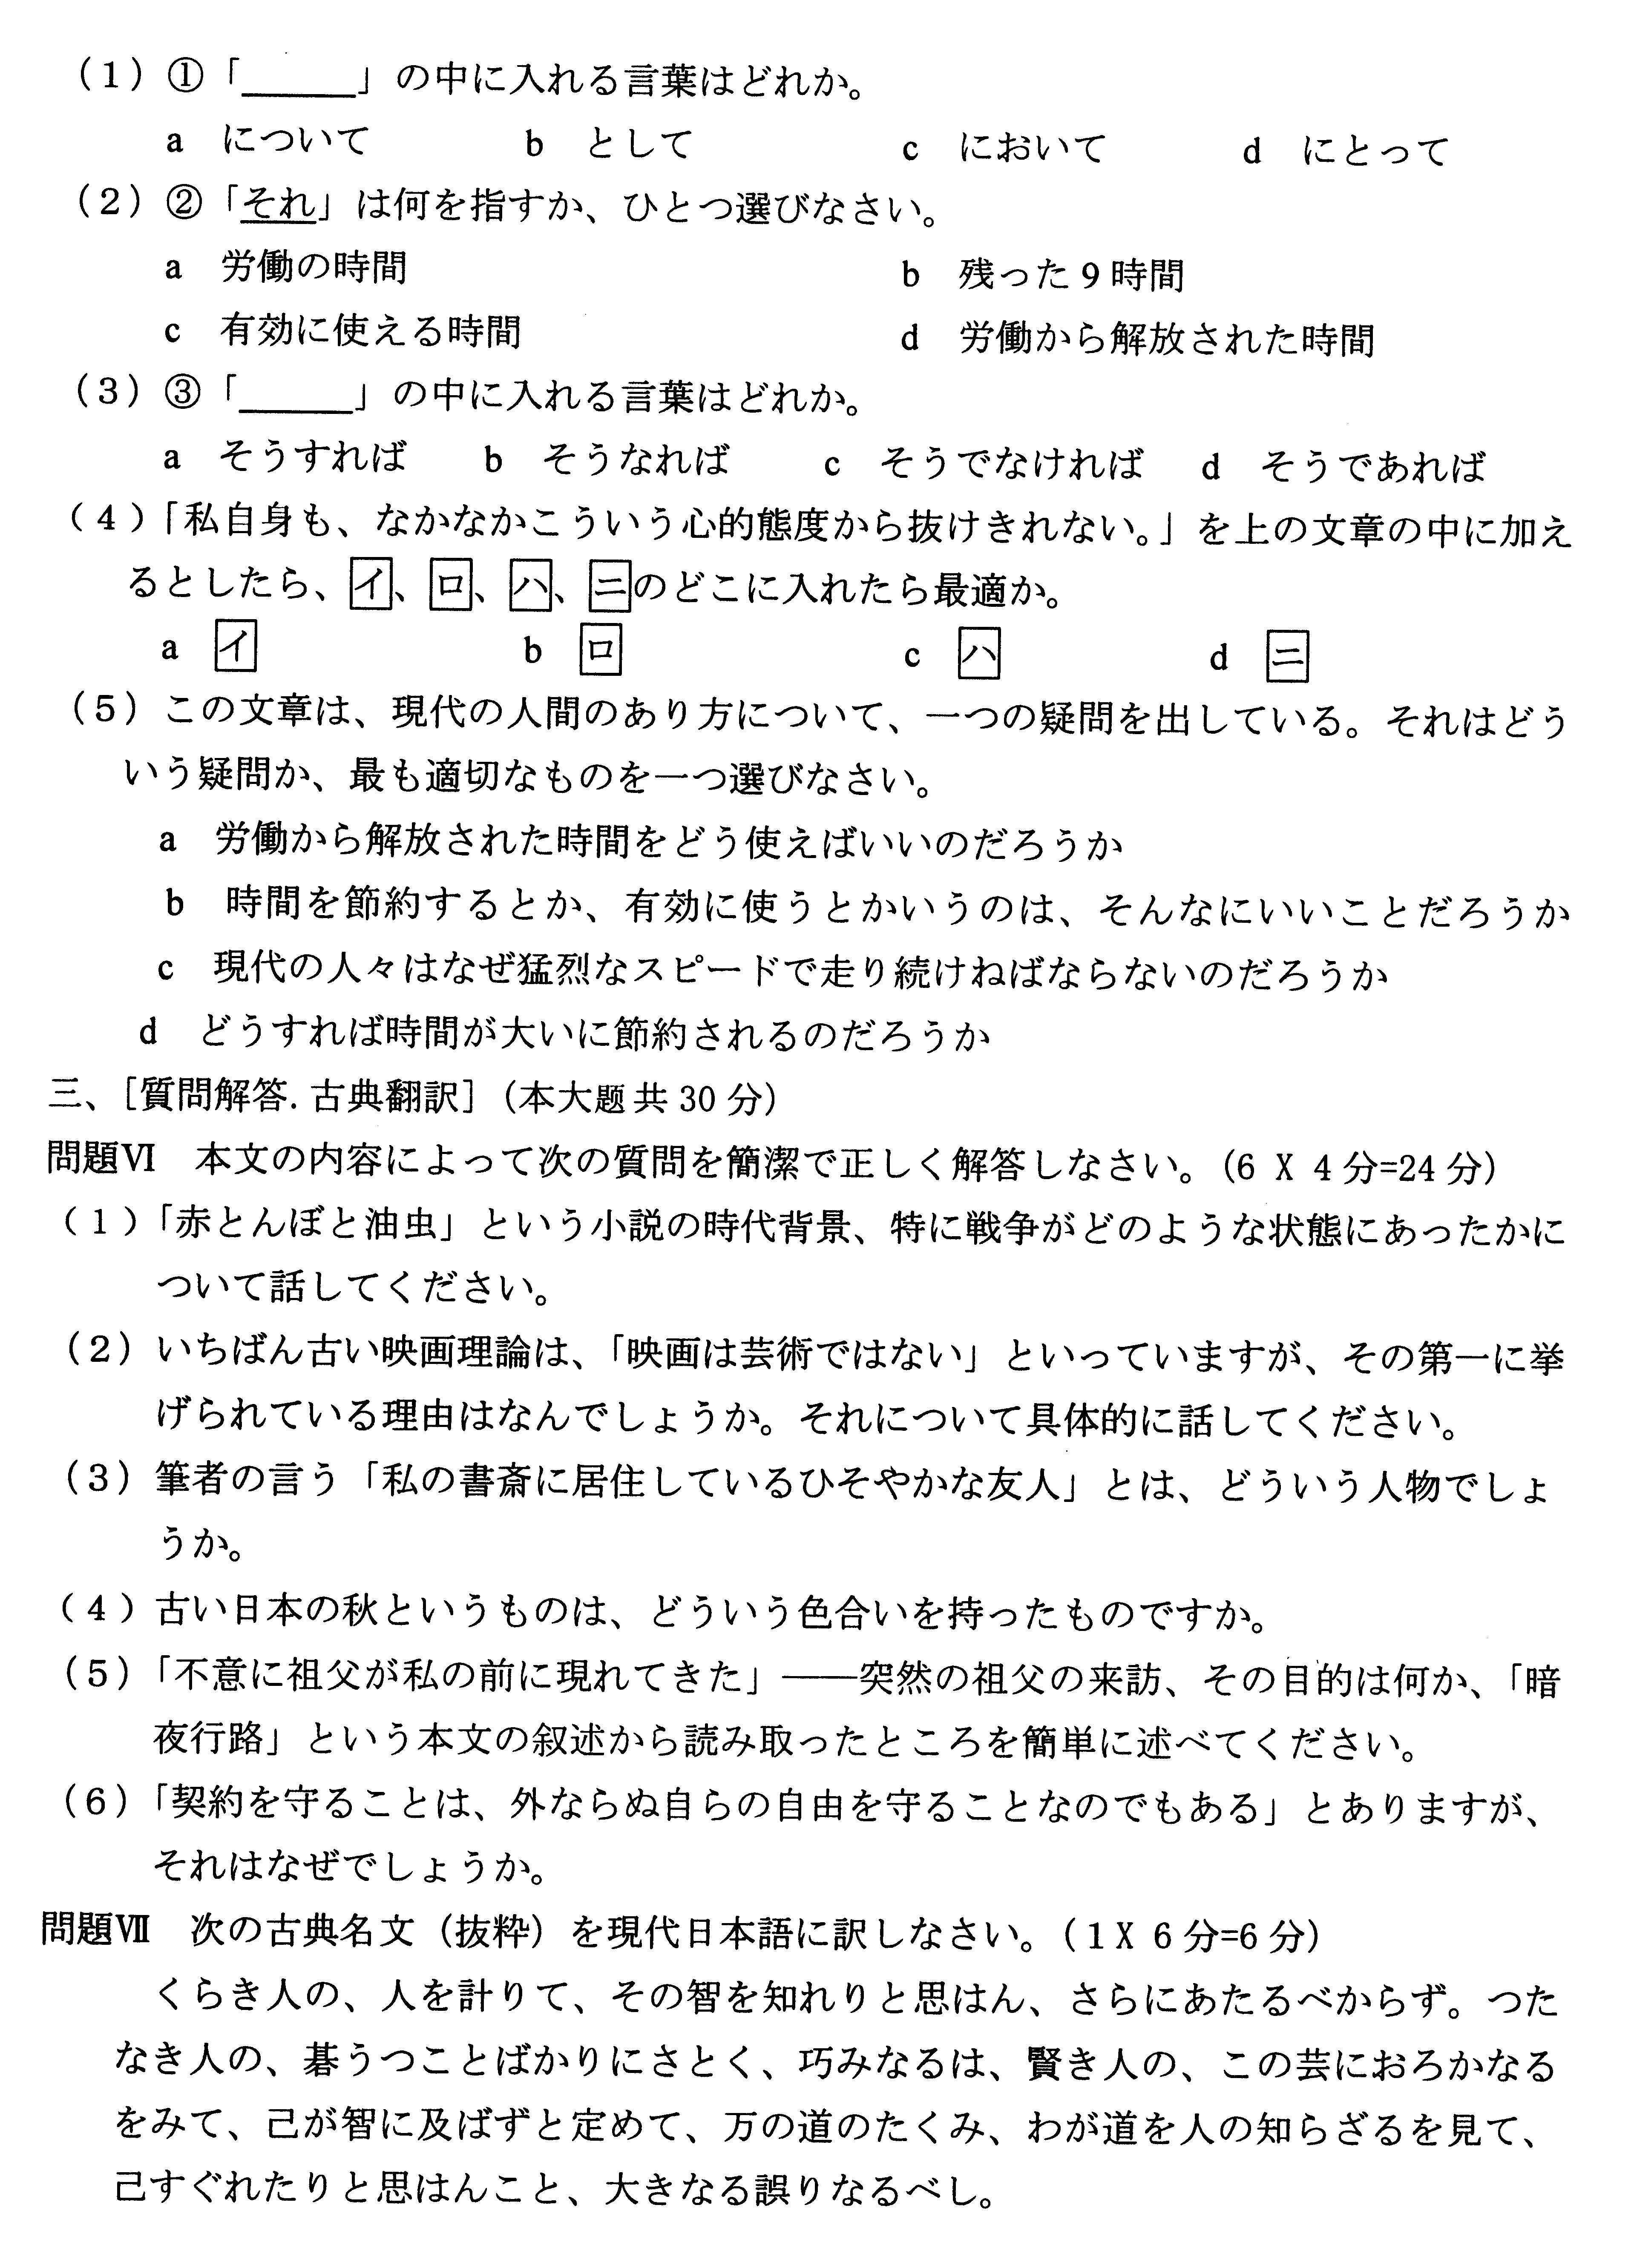 （1）①「＿＿＿」の中に入れる言葉はどれか。
a　について　　b　として　　c　において　　d　にとって
（2）②「それ」は何を指すか、ひとつ選びなさい。
a　労働の時間　　b　残った9時間
c　有効に使える時間　　d　労働から解放された時間
（3）③「＿＿＿」の中に入れる言葉はどれか。
a　そうすれば　　b　そうなれば　　c　そうでなければ　　d　そうであれば
（4）「私自身も、なかなかこういう心的態度から抜けきれない。」を上の文章の中に加え
るとしたら、イ、ロ、ハ、ニのどこに入れたら最適か。
a　イ　　b　ロ　　c　ハ　　d　ニ
（5）この文章は、現代の人間のあり方について、一つの疑問を出している。それはどう
いう疑問か、最も適切なものを一つ選びなさい。
a　労働から解放された時間をどう使えばいいのだろうか
b　時間を節約するとか、有効に使うとかいうのは、そんなにいいことだろうか
c　現代の人々はなぜ猛烈なスピードで走り続けねばならないのだろうか
d　どうすれば時間が大いに節約されるのだろうか
三、［質問解答. 古典翻訳］（本大题共 30 分）
問題Ⅵ　本文の内容によって次の質問を簡潔で正しく解答しなさい。（6 X 4 分=24 分）
（1）「赤とんぼと油虫」という小説の時代背景、特に戦争がどのような状態にあったかに
ついて話してください。
（2）いちばん古い映画理論は、「映画は芸術ではない」といっていますが、その第一に挙
げられている理由はなんでしょうか。それについて具体的に話してください。
（3）筆者の言う「私の書斎に居住しているひそやかな友人」とは、どういう人物でしょ
うか。
（4）古い日本の秋というものは、どういう色合いを持ったものですか。
（5）「不意に祖父が私の前に現れてきた」——突然の祖父の来訪、その目的は何か、「暗
夜行路」という本文の叙述から読み取ったところを簡単に述べてください。
（6）「契約を守ることは、外ならぬ自らの自由を守ることなのでもある」とありますが、
それはなぜでしょうか。
問題Ⅶ　次の古典名文（抜粋）を現代日本語に訳しなさい。（1 X 6 分=6 分）
くらき人の、人を計りて、その智を知れりと思はん、さらにあたるべからず。つた
なき人の、碁うつことばかりにさとく、巧みなるは、賢き人の、この芸におろかなる
をみて、己が智に及ばずと定めて、万の道のたくみ、わが道を人の知らざるを見て、
己すぐれたりと思はんこと、大きなる誤りなるべし。